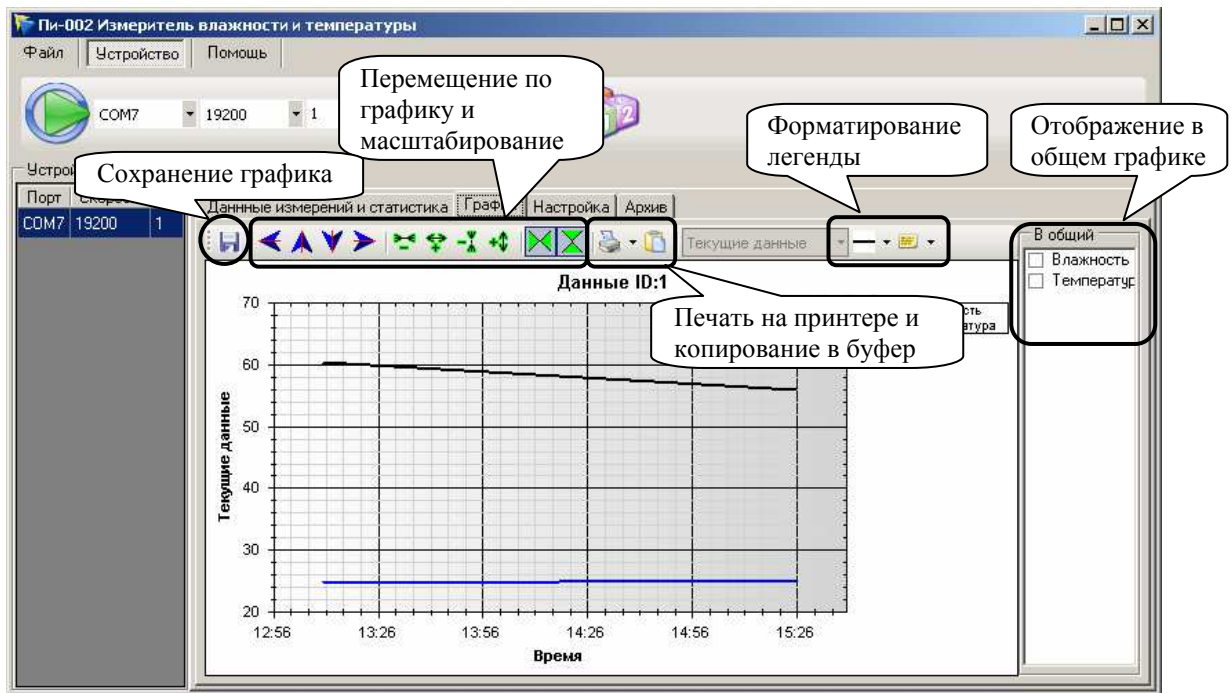 Пи-002 Измеритель влажности и температуры
Файл Устройство Помощь
COM7 19200 1
Перемещение по
графику и
масштабирование
Форматирование
легенды
Отображение в
общем графике
Сохранение графика
Порт
COM7 19200 1
Даннные измерений и статистика Настройка Архив
Текущие данные
В общий
Влажность
Температур
Данные ID:1
Печать на принтере и
копирование в буфер
70
60
50
40
30
20
Текущие данные
12:56 13:26 13:56 14:26 14:56 15:26
Время